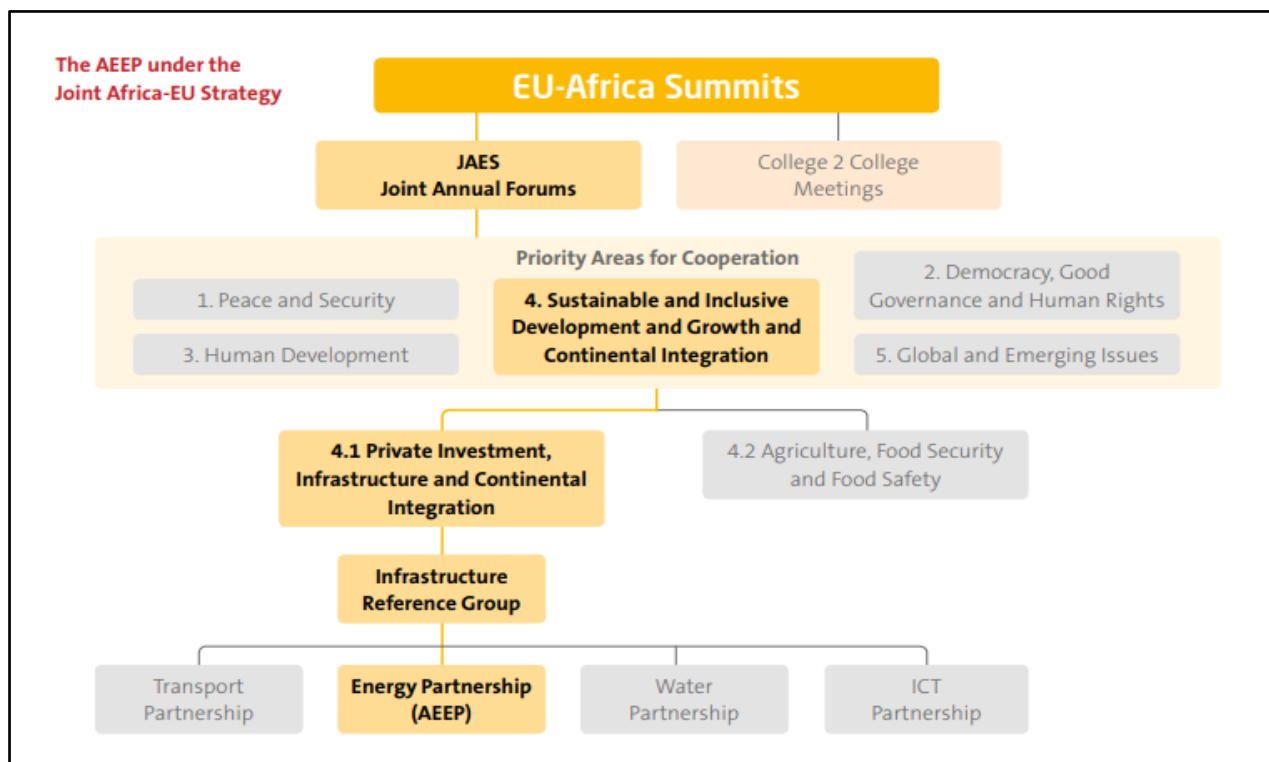 The AEEP under the
Joint Africa-EU Strategy
EU-Africa Summits
JAES
Joint Annual Forums
College 2 College
Meetings
Priority Areas for Cooperation
1. Peace and Security
4. Sustainable and Inclusive
Development and Growth and
Continental Integration
2. Democracy, Good
Governance and Human Rights
3. Human Development
5. Global and Emerging Issues
4.1 Private Investment,
Infrastructure and Continental
Integration
4.2 Agriculture, Food Security
and Food Safety
Infrastructure
Reference Group
Transport
Partnership
Energy Partnership
(AEEP)
Water
Partnership
ICT
Partnership